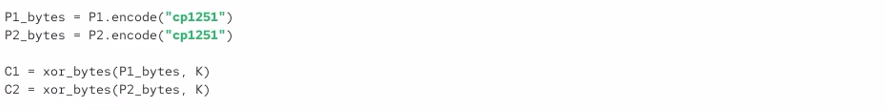 P1_bytes = P1.encode("cp1251")
P2_bytes = P2.encode("cp1251")
C1 = xor_bytes(P1_bytes, K)
C2 = xor_bytes(P2_bytes, K)